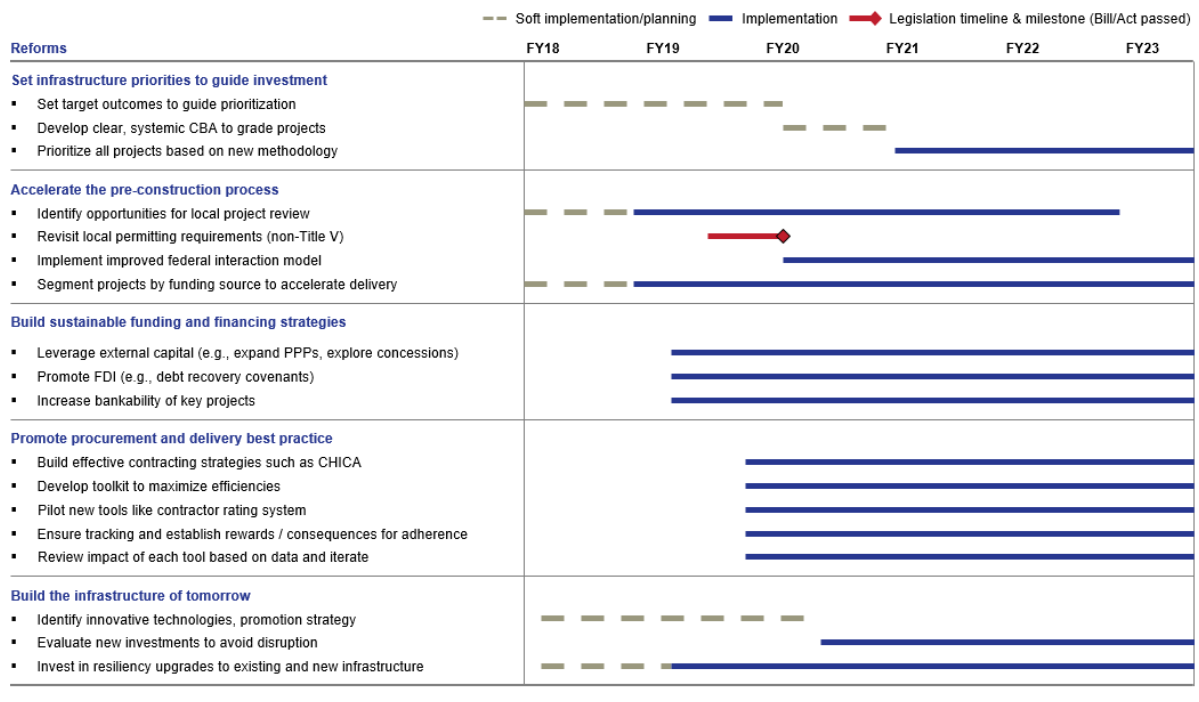 Soft implementation/planning Implementation Legislation timeline & milestone (Bill/Act passed)
Reforms FY18 FY19 FY20 FY21 FY22 FY23
Set infrastructure priorities to guide investment
▪ Set target outcomes to guide prioritization
▪ Develop clear, systemic CBA to grade projects
▪ Prioritize all projects based on new methodology
Accelerate the pre-construction process
▪ Identify opportunities for local project review
▪ Revisit local permitting requirements (non-Title V)
▪ Implement improved federal interaction model
▪ Segment projects by funding source to accelerate delivery
Build sustainable funding and financing strategies
▪ Leverage external capital (e.g., expand PPPs, explore concessions)
▪ Promote FDI (e.g., debt recovery covenants)
▪ Increase bankability of key projects
Promote procurement and delivery best practice
▪ Build effective contracting strategies such as CHICA
▪ Develop toolkit to maximize efficiencies
▪ Pilot new tools like contractor rating system
▪ Ensure tracking and establish rewards / consequences for adherence
▪ Review impact of each tool based on data and iterate
Build the infrastructure of tomorrow
▪ Identify innovative technologies, promotion strategy
▪ Evaluate new investments to avoid disruption
▪ Invest in resiliency upgrades to existing and new infrastructure